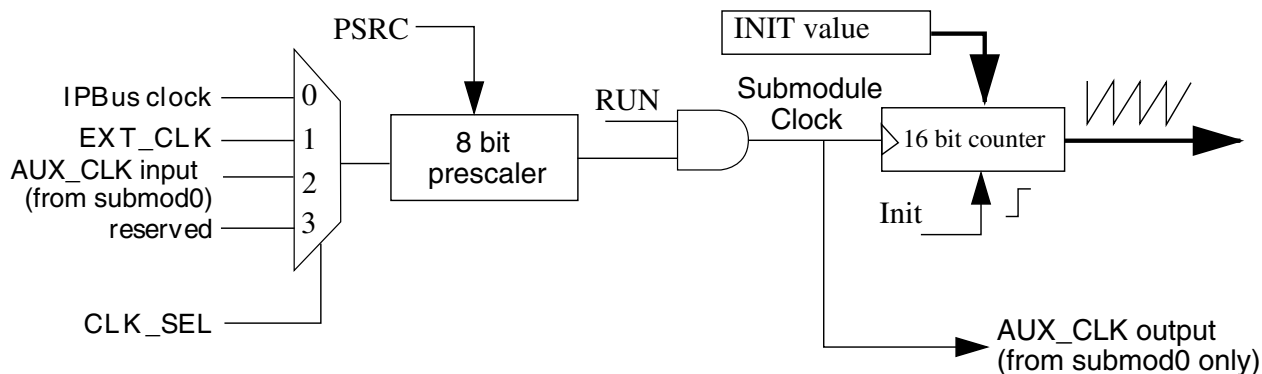 PSRC
INIT value
IPBus clock
0
EXT_CLK
1
AUX_CLK input
(from submod0)
2
reserved
3
CLK_SEL
8 bit
prescaler
RUN
Submodule
Clock
16 bit counter
Init
AUX_CLK output
(from submod0 only)